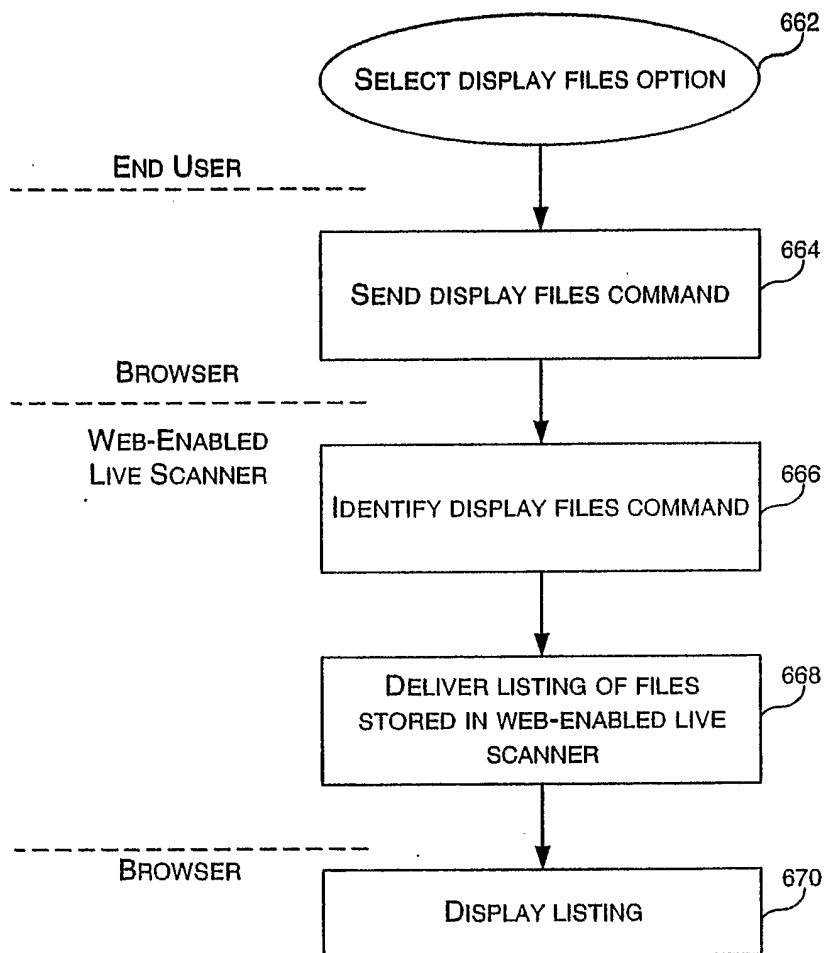 662
SELECT DISPLAY FILES OPTION
END USER
664
SEND DISPLAY FILES COMMAND
BROWSER
WEB-ENABLED
LIVE SCANNER
666
IDENTIFY DISPLAY FILES COMMAND
668
DELIVER LISTING OF FILES
STORED IN WEB-ENABLED LIVE
SCANNER
BROWSER
670
DISPLAY LISTING